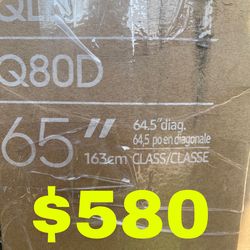 Q80D
65" 64.5" diag.
64,5 po en diagonale
163cm CLASS/CLASSE
$580